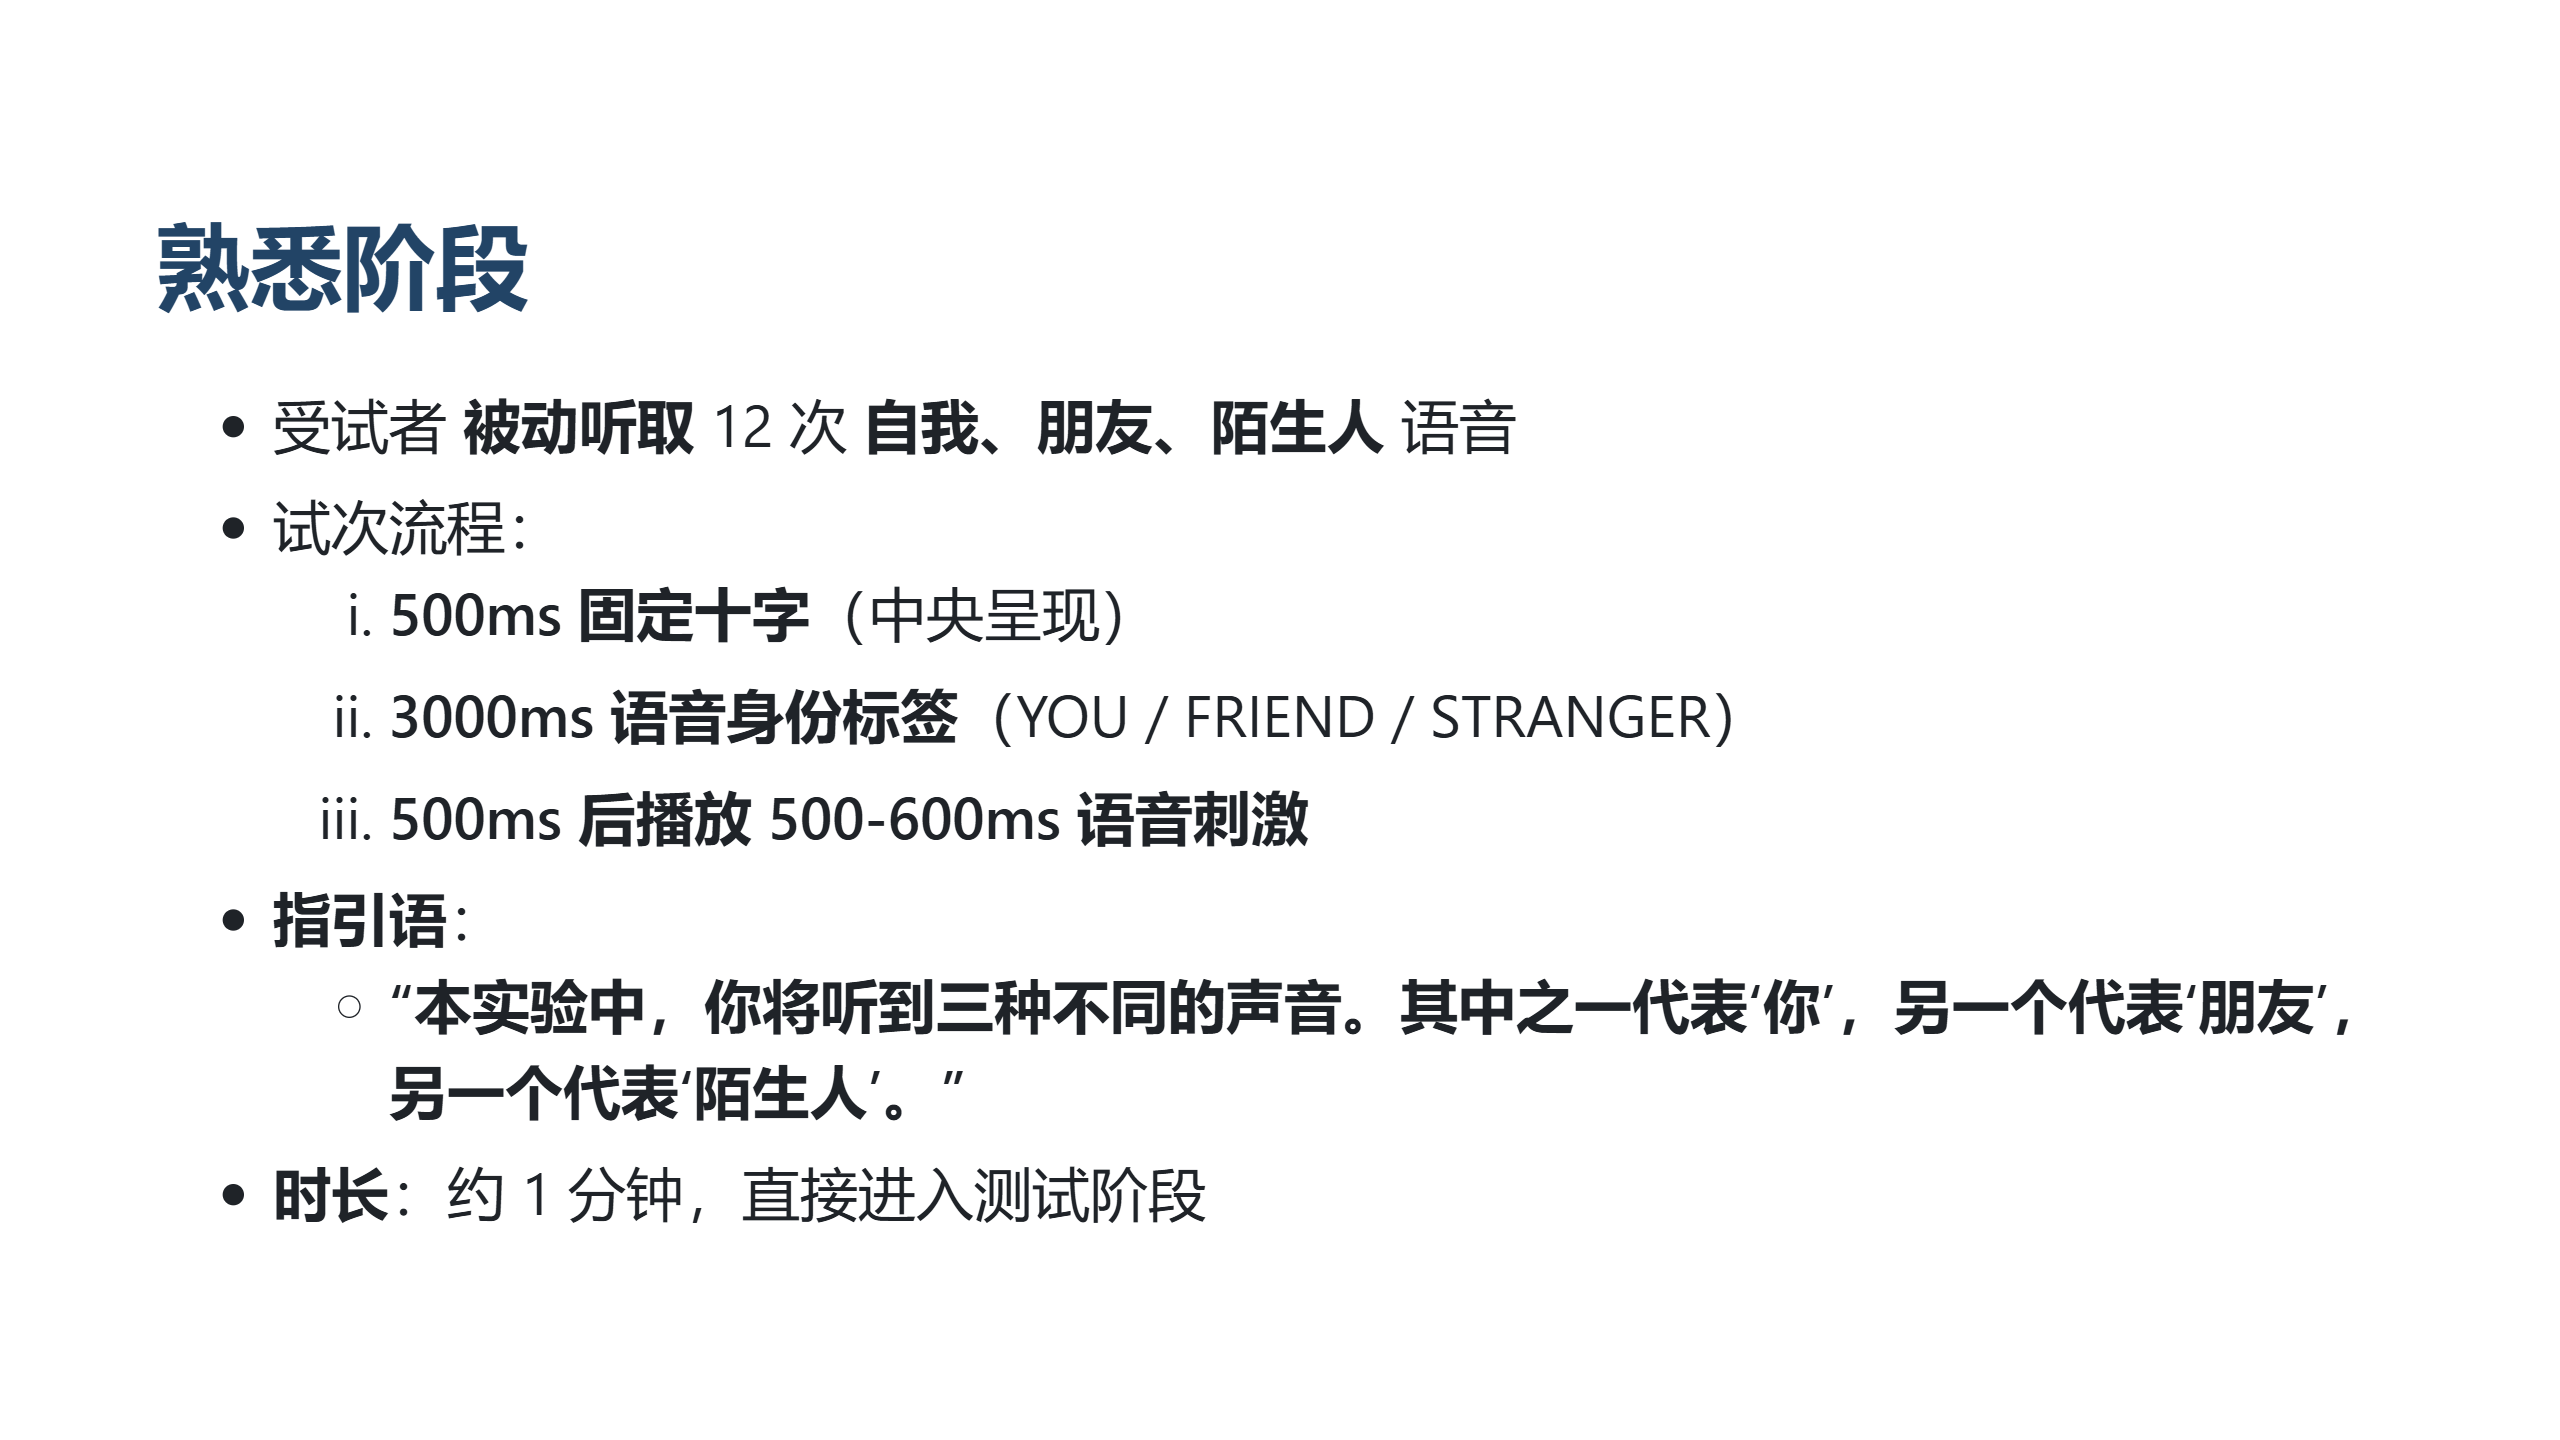 熟悉阶段
受试者 被动听取 12 次 自我、朋友、陌生人 语音
试次流程：
i. 500ms 固定十字（中央呈现）
ii. 3000ms 语音身份标签（YOU / FRIEND / STRANGER）
iii. 500ms 后播放 500-600ms 语音刺激
指引语：
“本实验中，你将听到三种不同的声音。其中之一代表‘你’，另一个代表‘朋友’，
另一个代表‘陌生人’。”
时长：约 1 分钟，直接进入测试阶段